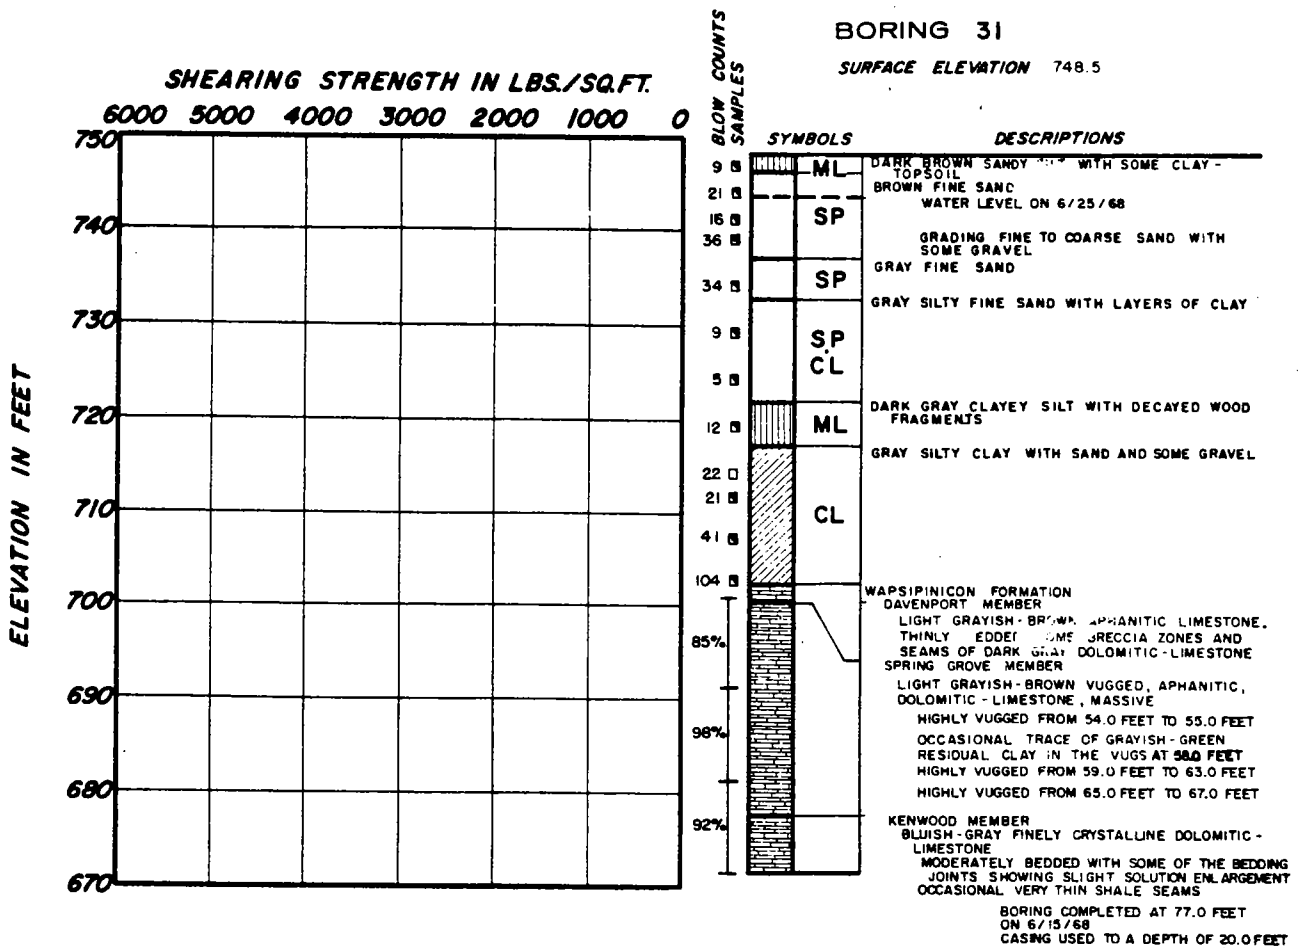 BORING 31
SURFACE ELEVATION 748.5
SHEARING STRENGTH IN LBS./SQ.FT.
6000 5000 4000 3000 2000 1000 0
BLOW COUNTS
SAMPLES
SYMBOLS
DESCRIPTIONS
ELEVATION IN FEET
750
740
730
720
710
700
690
680
670
9
21
16
36
34
9
5
12
22
21
41
104
85%
98%
92%
ML
SP
SP
SP
CL
ML
CL
DARK BROWN SANDY WITH SOME CLAY -
TOPSOIL
BROWN FINE SAND
WATER LEVEL ON 6/25/68
GRADING FINE TO COARSE SAND WITH
SOME GRAVEL
GRAY FINE SAND
GRAY SILTY FINE SAND WITH LAYERS OF CLAY
DARK GRAY CLAYEY SILT WITH DECAYED WOOD
FRAGMENTS
GRAY SILTY CLAY WITH SAND AND SOME GRAVEL
WAPSIPINICON FORMATION
DAVENPORT MEMBER
LIGHT GRAYISH-BROWN APHANITIC LIMESTONE,
THINLY BRECCIA ZONES AND
SEAMS OF DARK GRAY DOLOMITIC-LIMESTONE
SPRING GROVE MEMBER
LIGHT GRAYISH-BROWN VUGGED, APHANITIC,
DOLOMITIC-LIMESTONE, MASSIVE
HIGHLY VUGGED FROM 54.0 FEET TO 55.0 FEET
OCCASIONAL TRACE OF GRAYISH-GREEN
RESIDUAL CLAY IN THE VUGS AT 58.0 FEET
HIGHLY VUGGED FROM 59.0 FEET TO 63.0 FEET
HIGHLY VUGGED FROM 65.0 FEET TO 67.0 FEET
KENWOOD MEMBER
BLUISH-GRAY FINELY CRYSTALLINE DOLOMITIC-
LIMESTONE
MODERATELY BEDDED WITH SOME OF THE BEDDING
JOINTS SHOWING SLIGHT SOLUTION ENLARGEMENT
OCCASIONAL VERY THIN SHALE SEAMS
BORING COMPLETED AT 77.0 FEET
ON 6/15/68
CASING USED TO A DEPTH OF 20.0 FEET